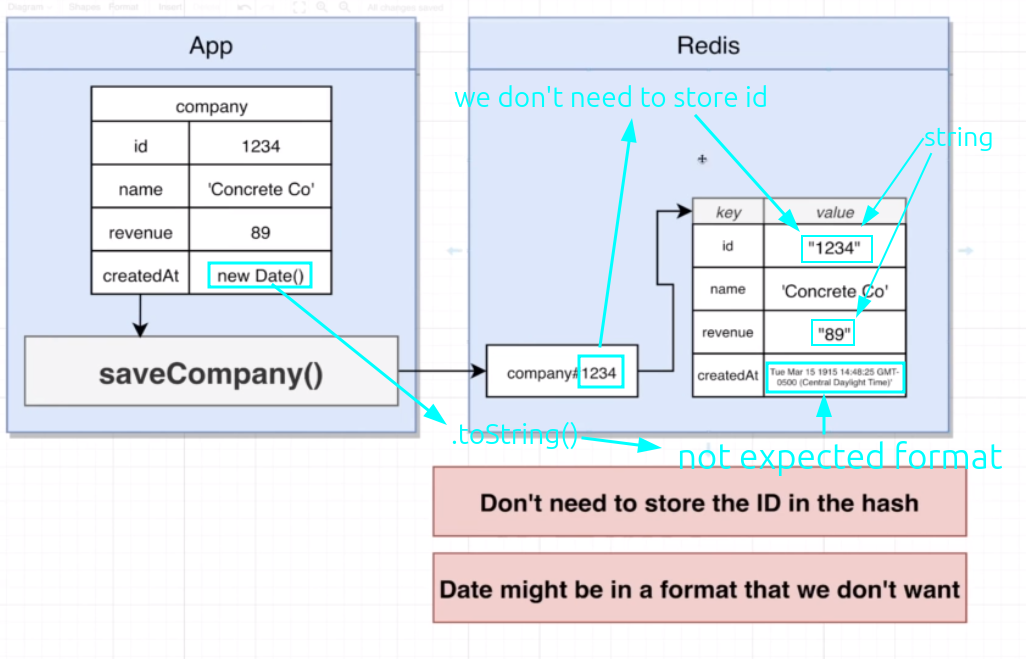 Diagram
Shapes
Format
Insert
All changes saved
App
company
id
1234
name
'Concrete Co'
revenue
89
createdAt
new Date()
saveCompany()
Redis
we don't need to store id
string
key
value
id
"1234"
name
'Concrete Co'
revenue
"89"
createdAt
Tue Mar 15 1915 14:48:25 GMT-
0500 (Central Daylight Time)'
company#1234
.toString()
not expected format
Don't need to store the ID in the hash
Date might be in a format that we don't want